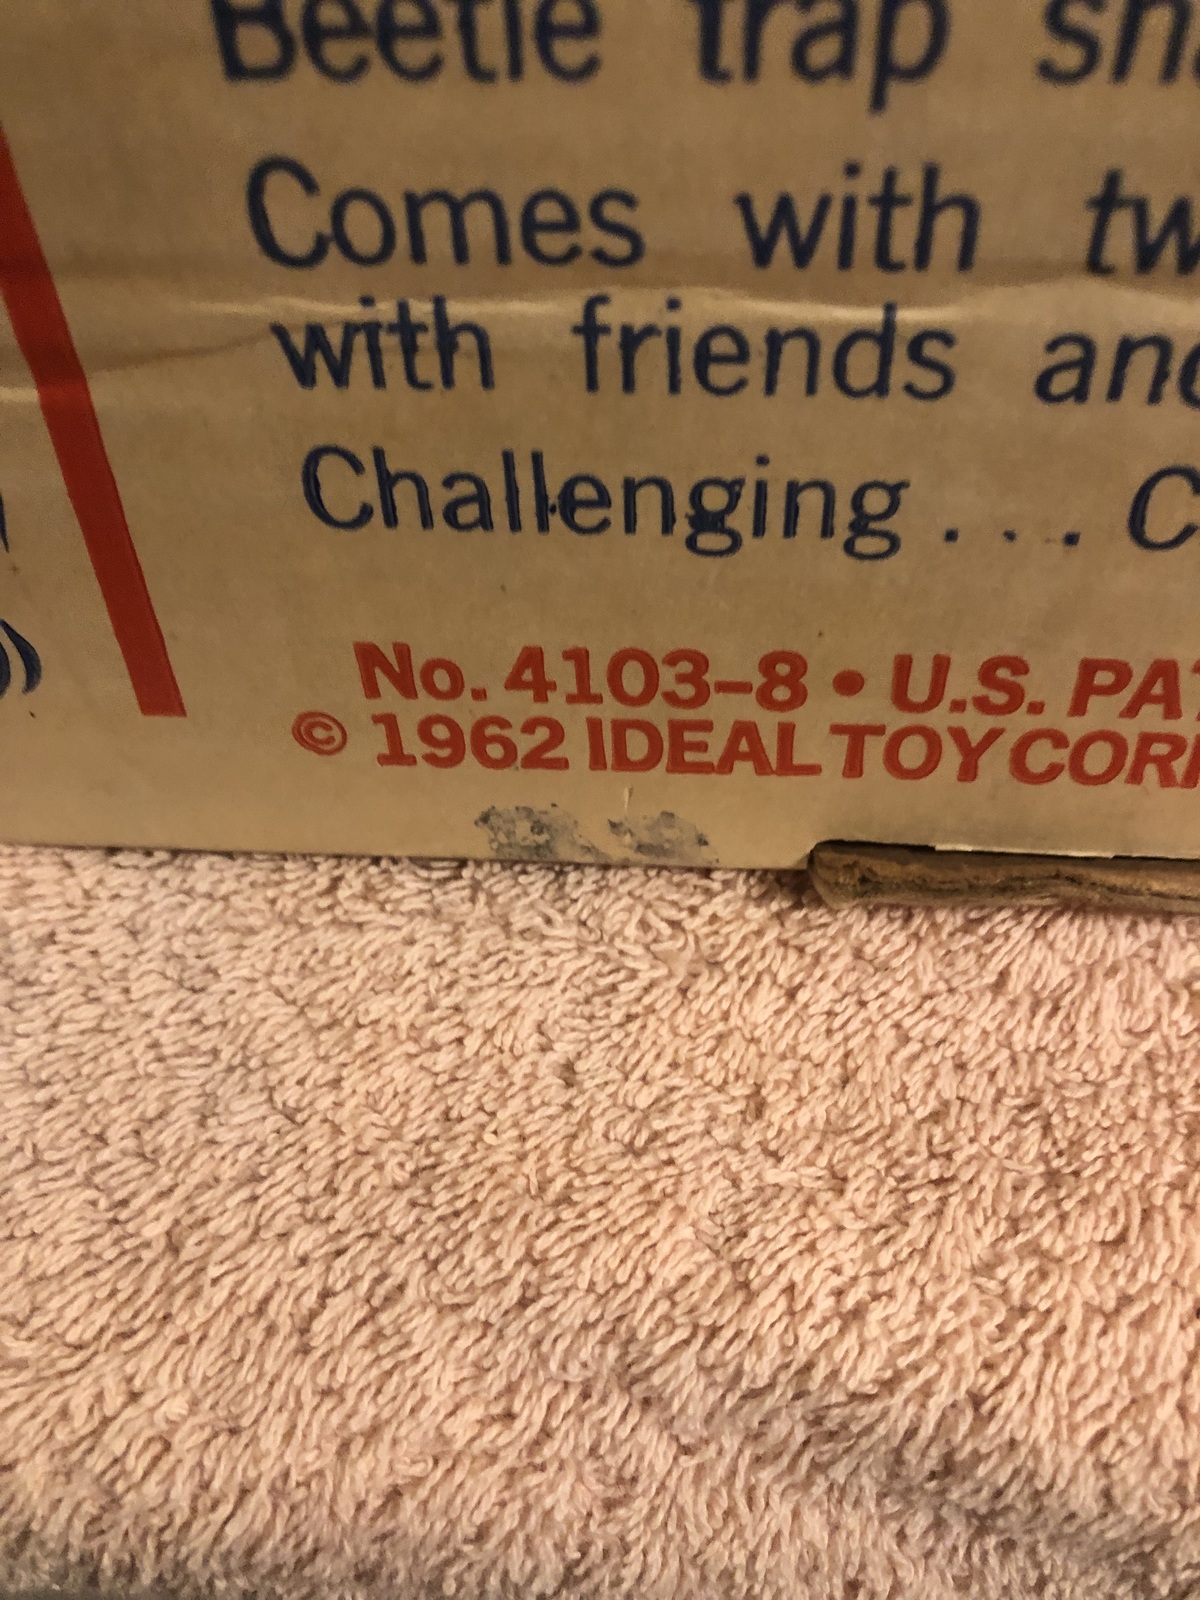 Beetle trap
Comes with
with friends
Challenging . . .
No. 4103-8 • U.S.
© 1962 IDEAL TOY